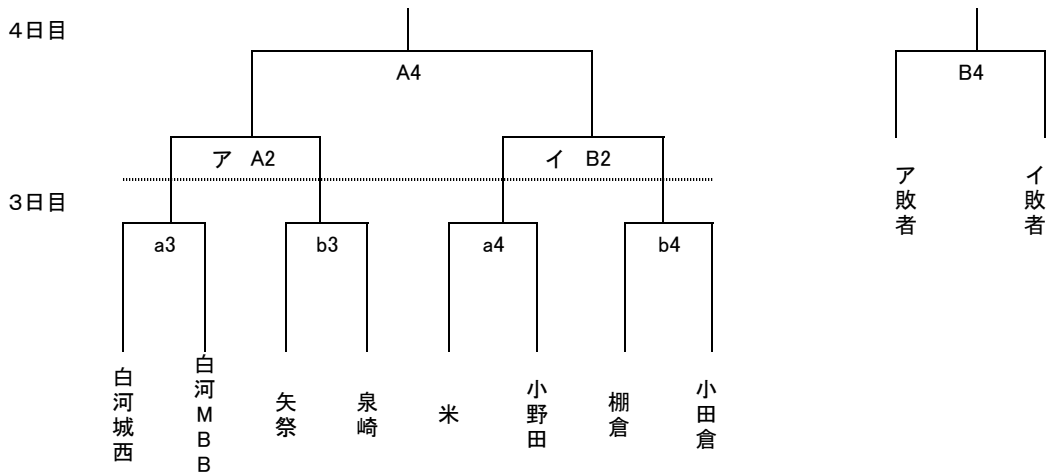 4日目
A4
B4
ア A2
イ B2
ア敗者
イ敗者
3日目
a3
b3
a4
b4
白河城西
白河MBB
矢祭
泉崎
米
小野田
棚倉
小田倉